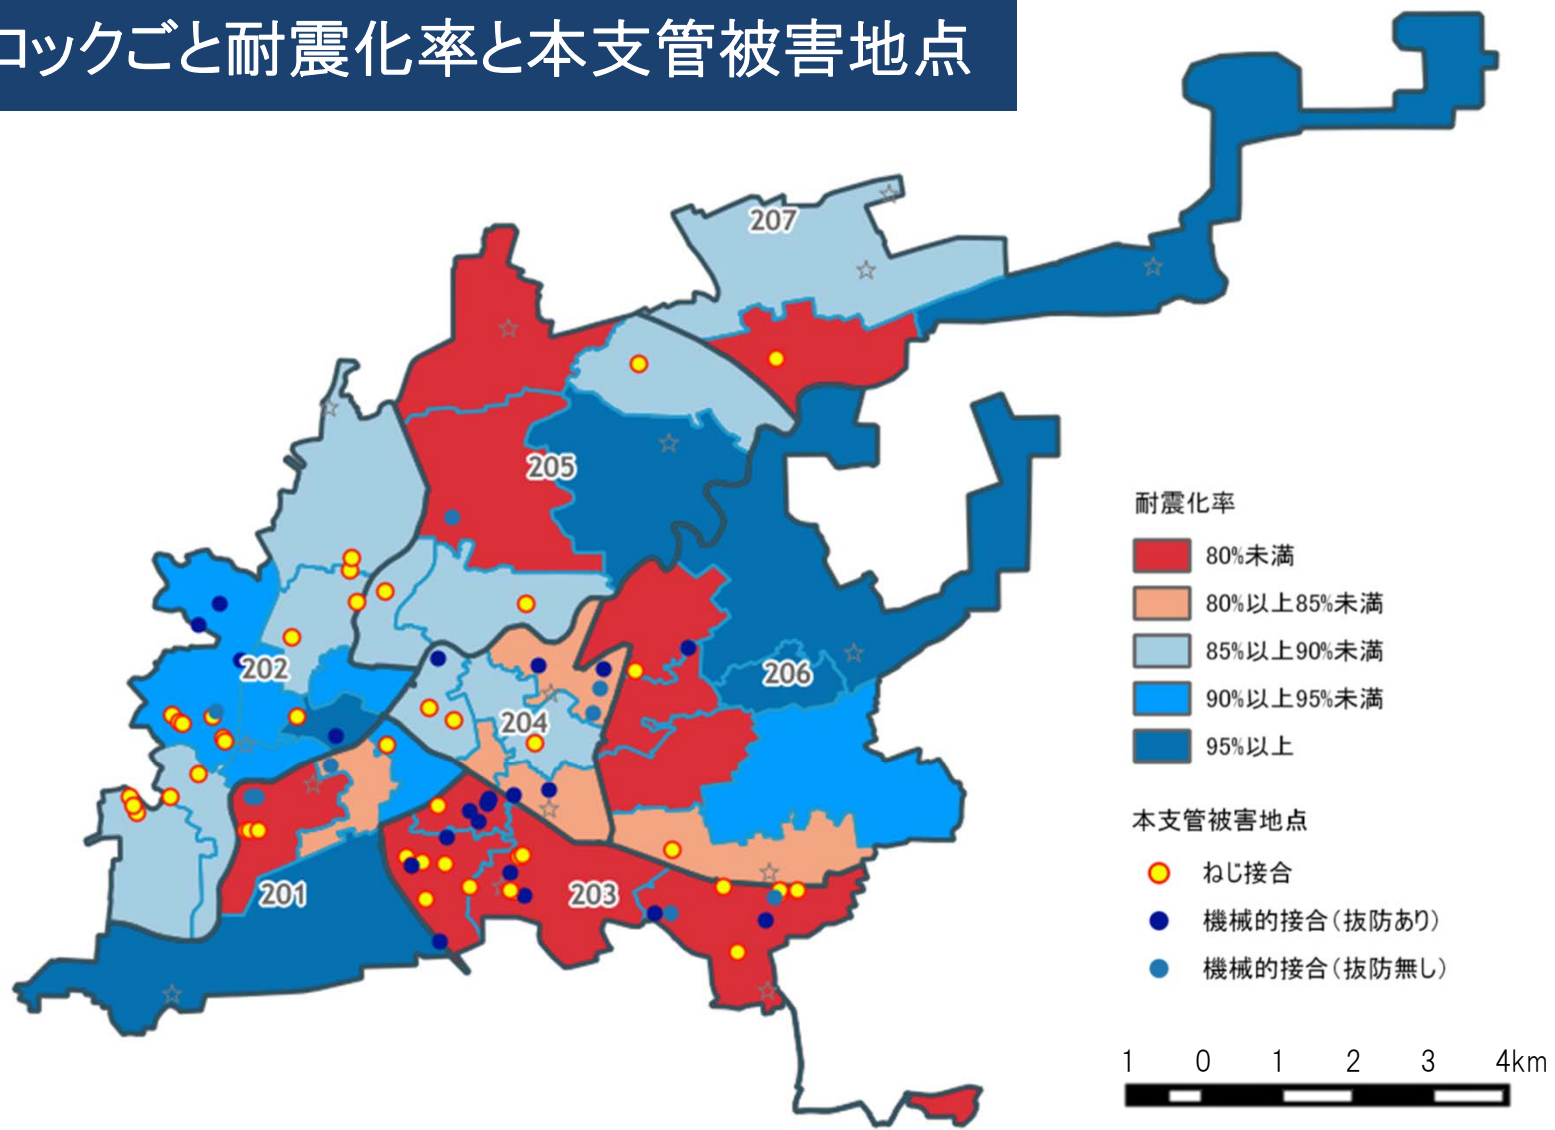 ロックごと耐震化率と本支管被害地点
207
205
202
206
204
201
203
耐震化率
80%未満
80%以上85%未満
85%以上90%未満
90%以上95%未満
95%以上
本支管被害地点
ねじ接合
機械的接合(抜防あり)
機械的接合(抜防無し)
1 0 1 2 3 4km